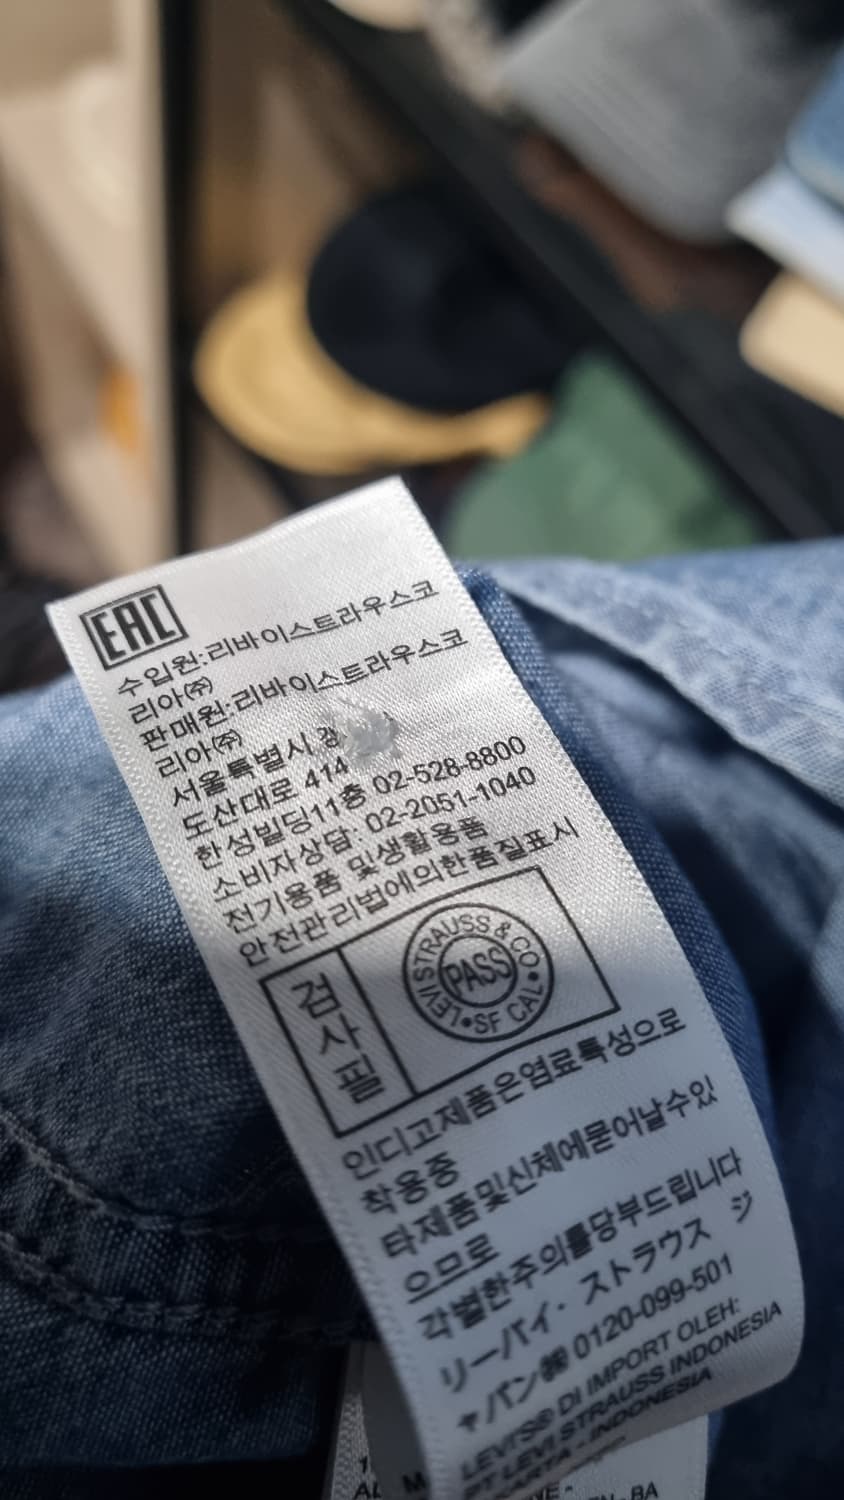 EAC
수입원:리바이스트라우스코
리아㈜
판매원:리바이스트라우스코
리아㈜
서울특별시
도산대로 414
한성빌딩11층 02-528-8800
소비자상담: 02-2051-1040
전기용품 및생활용품
안전관리법에의한품질표시
검사필
LEVI STRAUSS & CO
PASS
SF CAL
인디고제품은염료특성으로
착용중
타제품및신체에묻어날수있
으므로
각별한주의를당부드립니다
リーバイ・ ストラウス ジ
ャパン㈱ 0120-099-501
LEVI'S® DI IMPORT OLEH:
PT LEVI STRAUSS INDONESIA
JAKARTA - INDONESIA